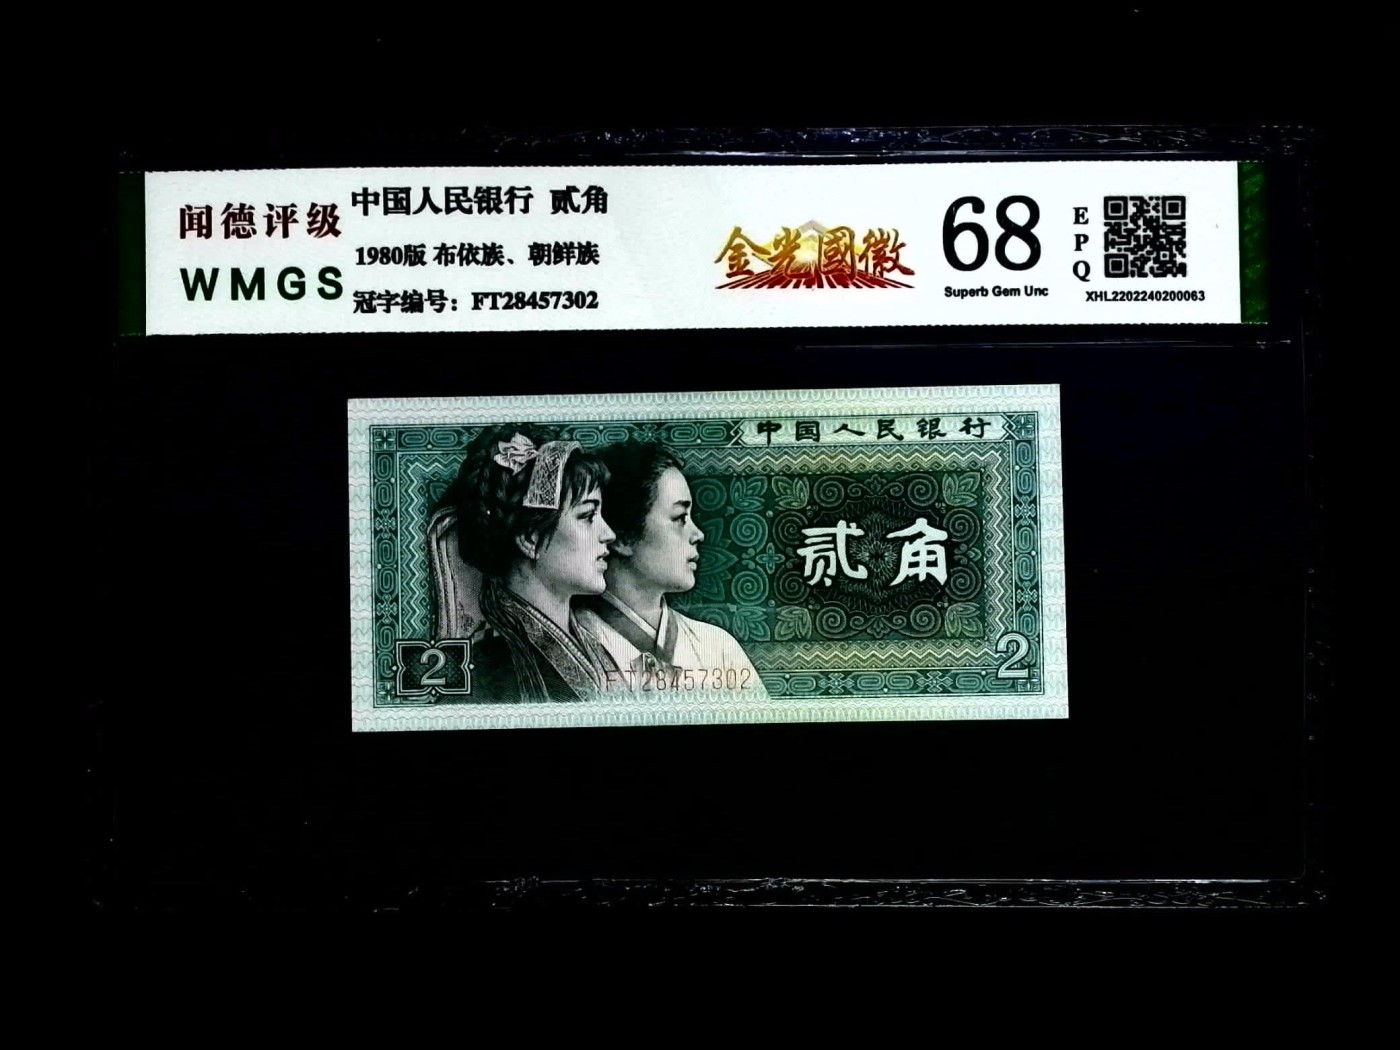 闻德评级
WMGS
中国人民银行 贰角
1980版 布依族、朝鲜族
冠字编号：FT28457302
金光國徽
68
Superb Gem Unc
EPQ
XHL2202240200063
中国人民银行
贰角
2
FT28457302
2